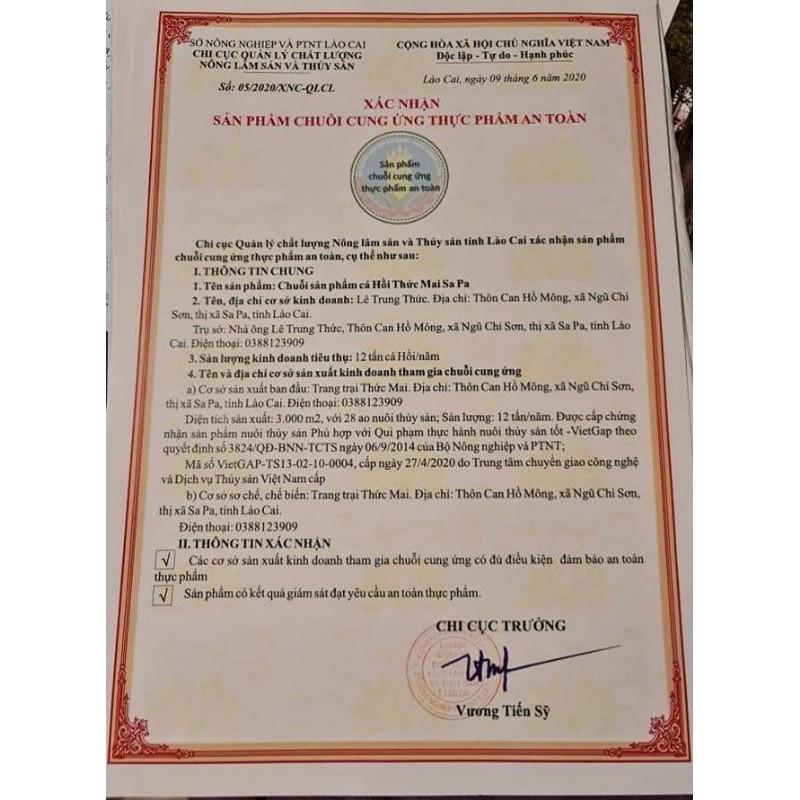 SỞ NÔNG NGHIỆP VÀ PTNT LÀO CAI
CHI CỤC QUẢN LÝ CHẤT LƯỢNG
NÔNG LÂM SẢN VÀ THỦY SẢN
Số: 05/2020/XNC-QLCL
CỘNG HÒA XÃ HỘI CHỦ NGHĨA VIỆT NAM
Độc lập - Tự do - Hạnh phúc
Lào Cai, ngày 09 tháng 6 năm 2020
XÁC NHẬN
SẢN PHẨM CHUỖI CUNG ỨNG THỰC PHẨM AN TOÀN
Sản phẩm
chuỗi cung ứng
thực phẩm an toàn
Chi cục Quản lý chất lượng Nông lâm sản và Thủy sản tỉnh Lào Cai xác nhận sản phẩm
chuỗi cung ứng thực phẩm an toàn, cụ thể như sau:
I. THÔNG TIN CHUNG
1. Tên sản phẩm: Chuỗi sản phẩm cá Hồi Thức Mai Sa Pa
2. Tên, địa chỉ cơ sở kinh doanh: Lê Trung Thức. Địa chỉ: Thôn Can Hồ Mông, xã Ngũ Chỉ
Sơn, thị xã Sa Pa, tỉnh Lào Cai.
Trụ sở: Nhà ông Lê Trung Thức, Thôn Can Hồ Mông, xã Ngũ Chỉ Sơn, thị xã Sa Pa, tỉnh Lào
Cai. Điện thoại: 0388123909
3. Sản lượng kinh doanh tiêu thụ: 12 tấn cá Hồi/năm
4. Tên và địa chỉ cơ sở sản xuất kinh doanh tham gia chuỗi cung ứng
a) Cơ sở sản xuất ban đầu: Trang trại Thức Mai. Địa chỉ: Thôn Can Hồ Mông, xã Ngũ Chỉ Sơn,
thị xã Sa Pa, tỉnh Lào Cai. Điện thoại: 0388123909
Diện tích sản xuất: 3.000 m2, với 28 ao nuôi thủy sản; Sản lượng: 12 tấn/năm. Được cấp chứng
nhận sản phẩm nuôi thủy sản Phù hợp với Qui phạm thực hành nuôi thủy sản tốt -VietGap theo
quyết định số 3824/QĐ-BNN-TCTS ngày 06/9/2014 của Bộ Nông nghiệp và PTNT;
Mã số VietGAP-TS13-02-10-0004, cấp ngày 27/4/2020 do Trung tâm chuyển giao công nghệ
và Dịch vụ Thủy sản Việt Nam cấp
b) Cơ sở sơ chế, chế biến: Trang trại Thức Mai. Địa chỉ: Thôn Can Hồ Mông, xã Ngũ Chỉ Sơn,
thị xã Sa Pa, tỉnh Lào Cai.
Điện thoại: 0388123909
II. THÔNG TIN XÁC NHẬN
√ Các cơ sở sản xuất kinh doanh tham gia chuỗi cung ứng có đủ điều kiện đảm bảo an toàn
thực phẩm
√ Sản phẩm có kết quả giám sát đạt yêu cầu an toàn thực phẩm.
CHI CỤC TRƯỞNG
Vương Tiến Sỹ